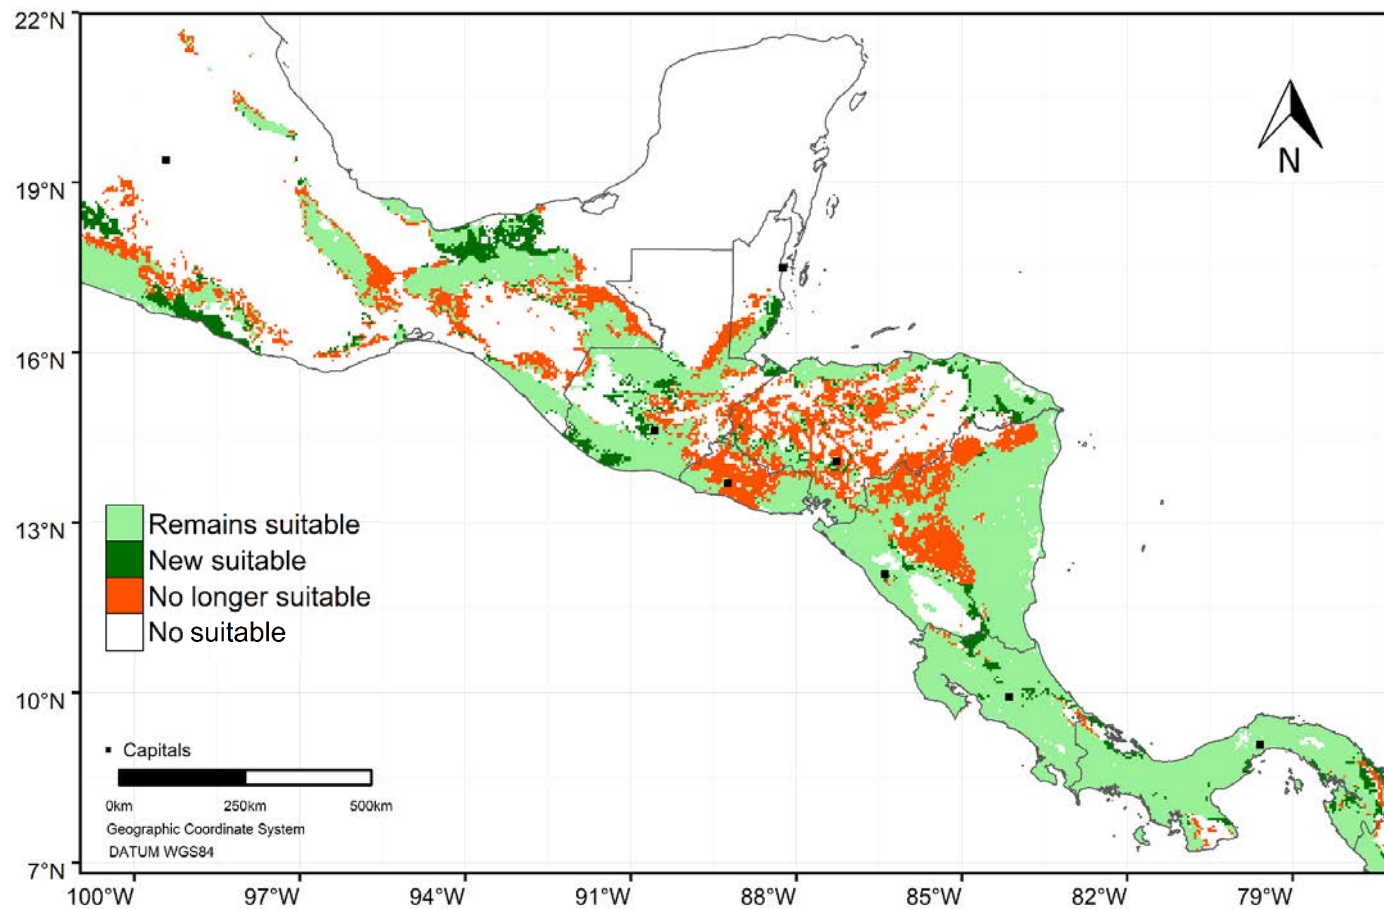 22°N
19°N
16°N
13°N
10°N
7°N
N
Remains suitable
New suitable
No longer suitable
No suitable
Capitals
0km 250km 500km
Geographic Coordinate System
DATUM WGS84
100°W 97°W 94°W 91°W 88°W 85°W 82°W 79°W